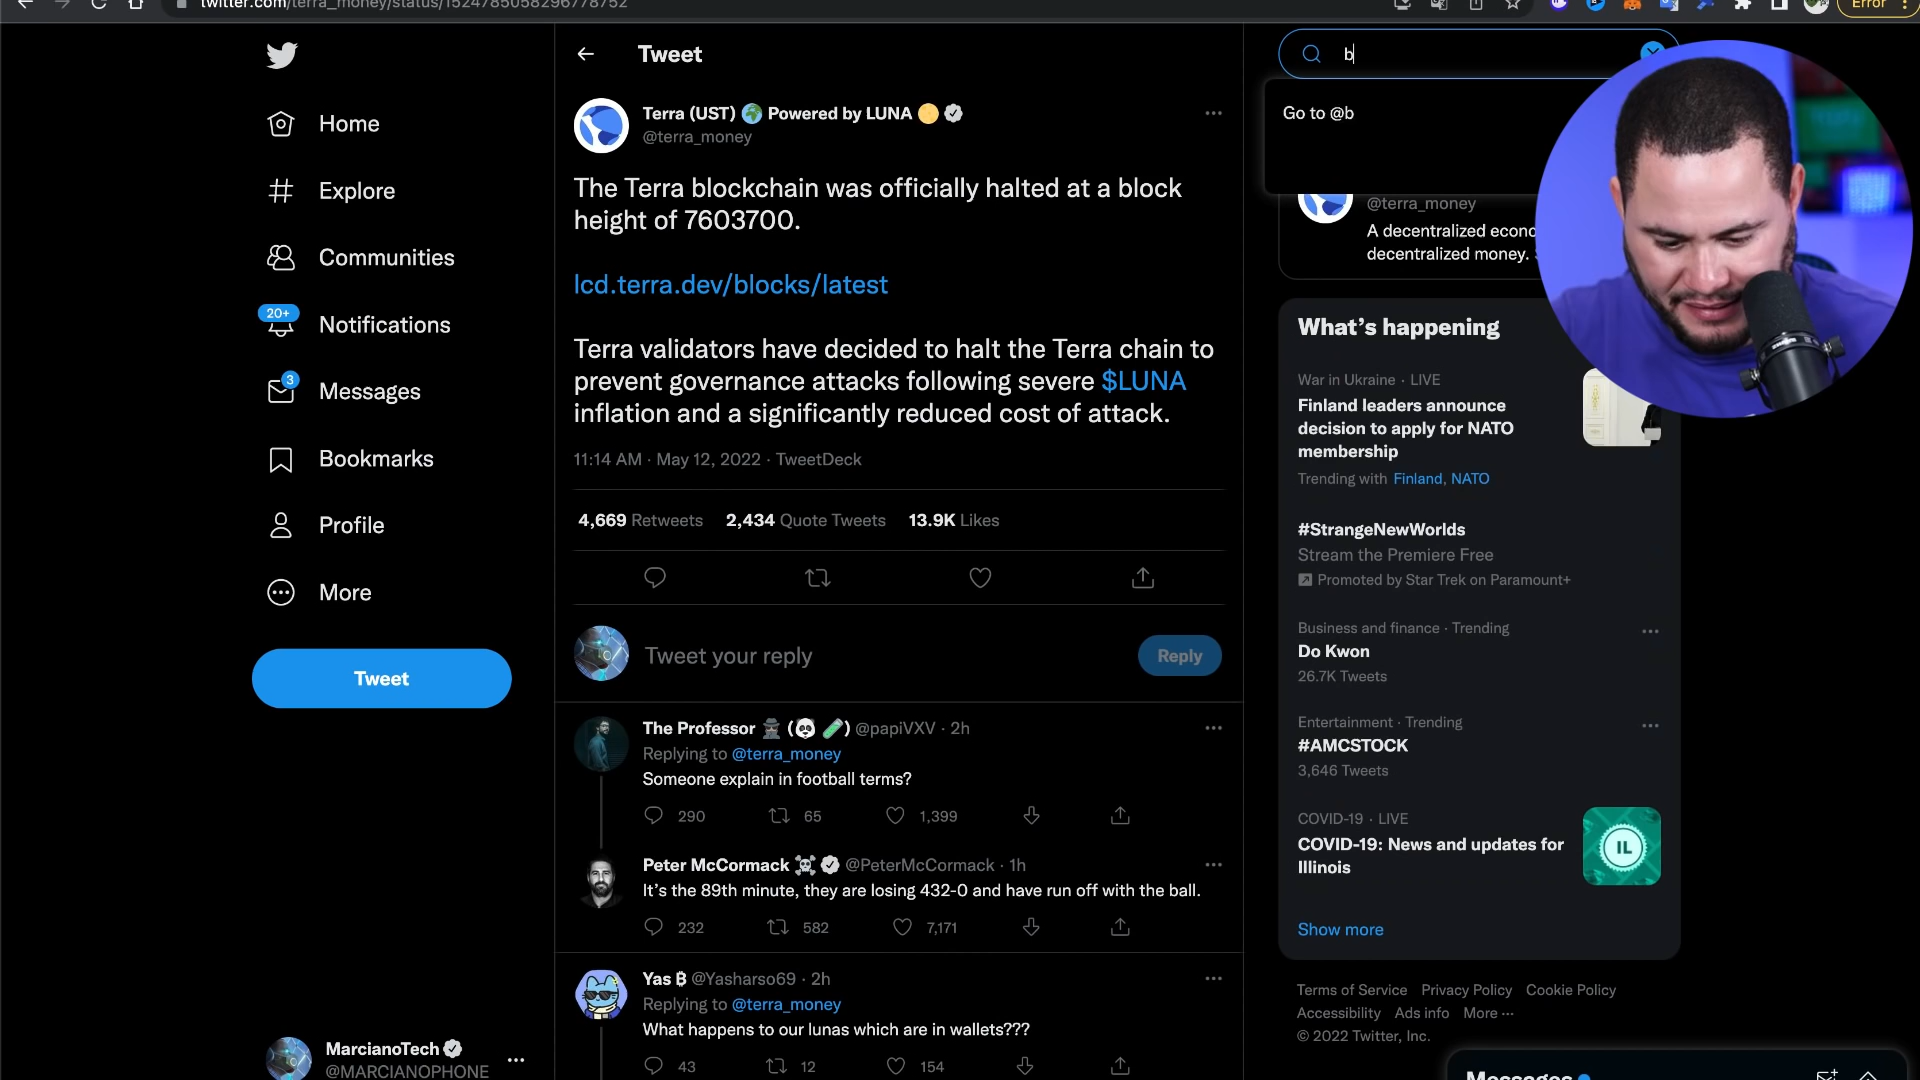 twitter.com/terra_money/status/1524785058296778752
Error
Home
Explore
Communities
20+
Notifications
3
Messages
Bookmarks
Profile
More
Tweet
MarcianoTech
@MARCIANOPHONE
Tweet
Terra (UST) 🌍 Powered by LUNA 🌕
@terra_money
The Terra blockchain was officially halted at a block
height of 7603700.
lcd.terra.dev/blocks/latest
Terra validators have decided to halt the Terra chain to
prevent governance attacks following severe $LUNA
inflation and a significantly reduced cost of attack.
11:14 AM · May 12, 2022 · TweetDeck
4,669 Retweets 2,434 Quote Tweets 13.9K Likes
Tweet your reply
Reply
The Professor 🕵 (🐼 🧪) @papiVXV · 2h
Replying to @terra_money
Someone explain in football terms?
290 65 1,399
Peter McCormack ☠ @PeterMcCormack · 1h
It's the 89th minute, they are losing 432-0 and have run off with the ball.
232 582 7,171
Yas ₿ @Yasharso69 · 2h
Replying to @terra_money
What happens to our lunas which are in wallets???
43 12 154
b
Go to @b
@terra_money
A decentralized econo
decentralized money.
What's happening
War in Ukraine · LIVE
Finland leaders announce
decision to apply for NATO
membership
Trending with Finland, NATO
#StrangeNewWorlds
Stream the Premiere Free
Promoted by Star Trek on Paramount+
Business and finance · Trending
Do Kwon
26.7K Tweets
Entertainment · Trending
#AMCSTOCK
3,646 Tweets
COVID-19 · LIVE
COVID-19: News and updates for
Illinois
IL
Show more
Terms of Service Privacy Policy Cookie Policy
Accessibility Ads info More ···
© 2022 Twitter, Inc.
Messages